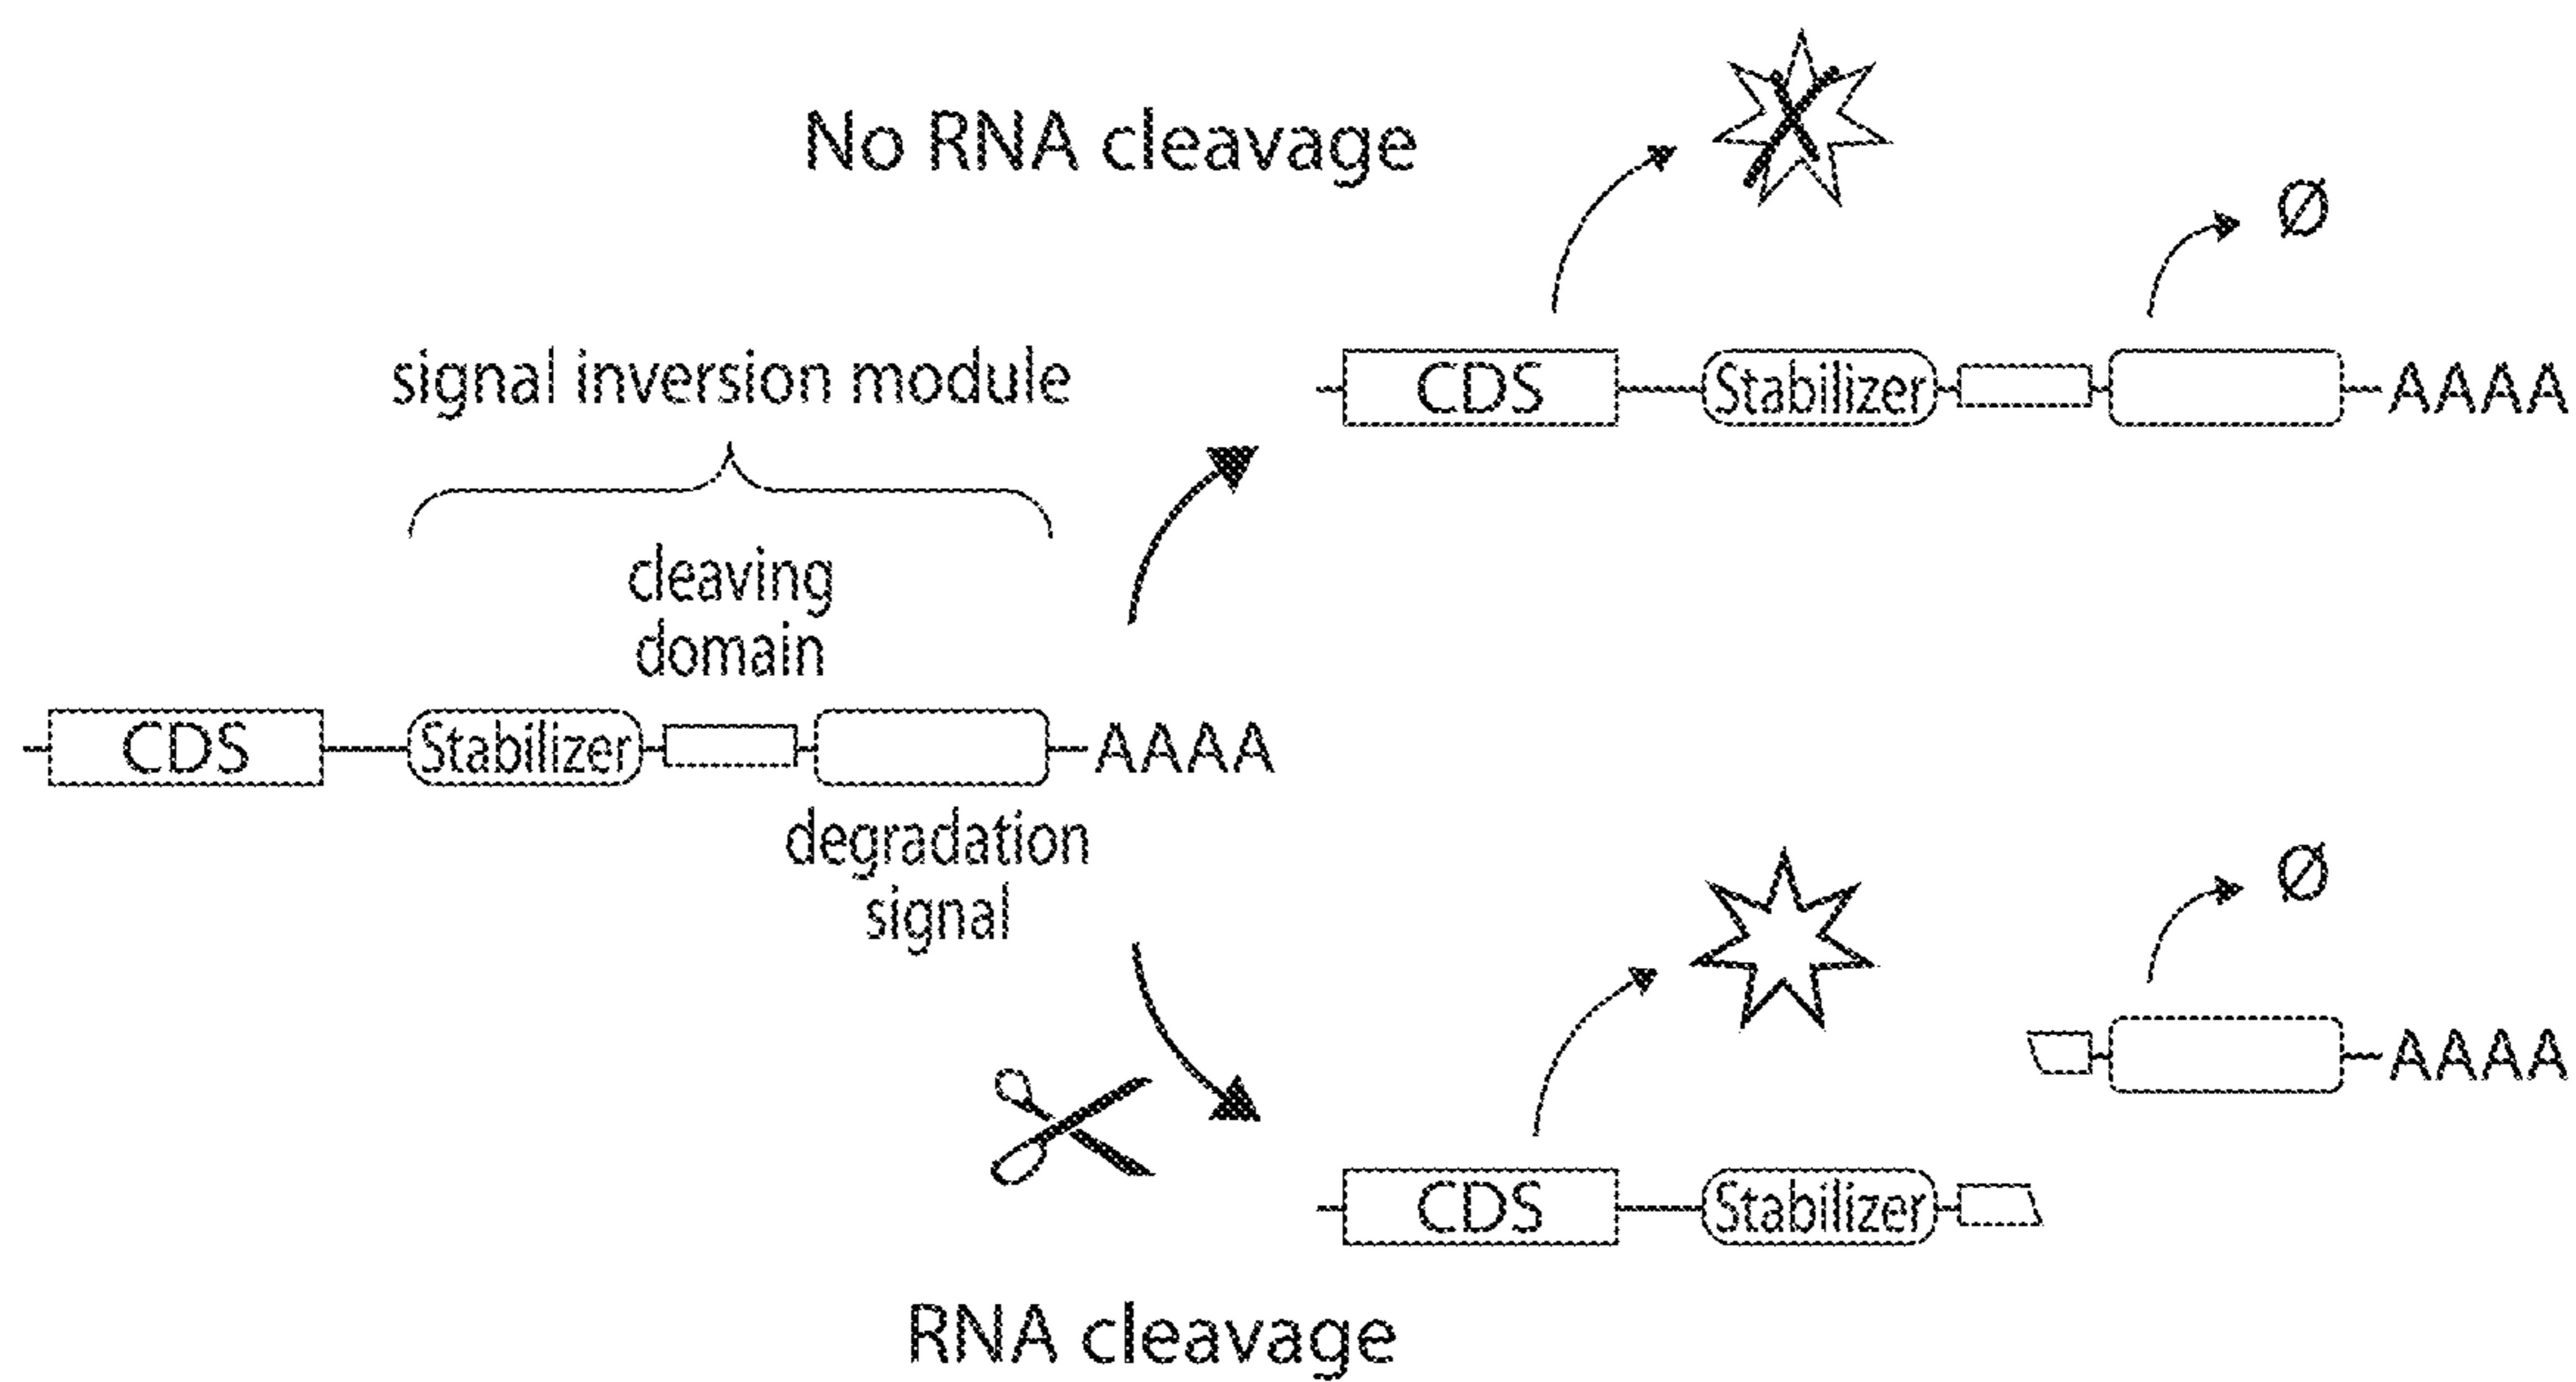 No RNA cleavage
Ø
signal inversion module
CDS Stabilizer AAAA
cleaving
domain
CDS Stabilizer AAAA
degradation
signal
Ø
AAAA
CDS Stabilizer
RNA cleavage